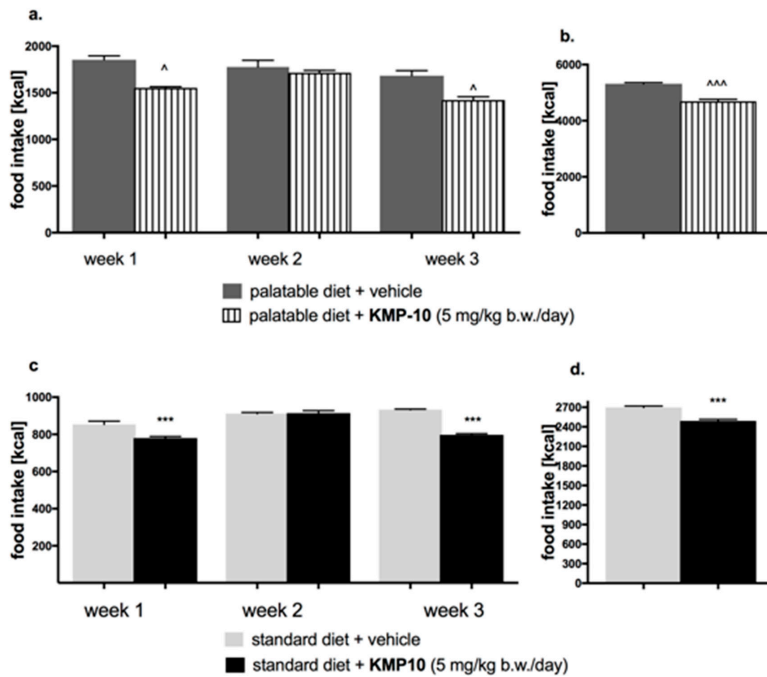 a.
food intake [kcal]
2000
1500
1000
500
0
^
^
week 1
week 2
week 3
b.
food intake [kcal]
6000
4000
2000
0
^^^
palatable diet + vehicle
palatable diet + KMP-10 (5 mg/kg b.w./day)
c
food intake [kcal]
1000
800
600
400
200
***
***
week 1
week 2
week 3
d.
food intake [kcal]
2700
2400
2100
1800
1500
1200
900
600
300
0
***
standard diet + vehicle
standard diet + KMP10 (5 mg/kg b.w./day)